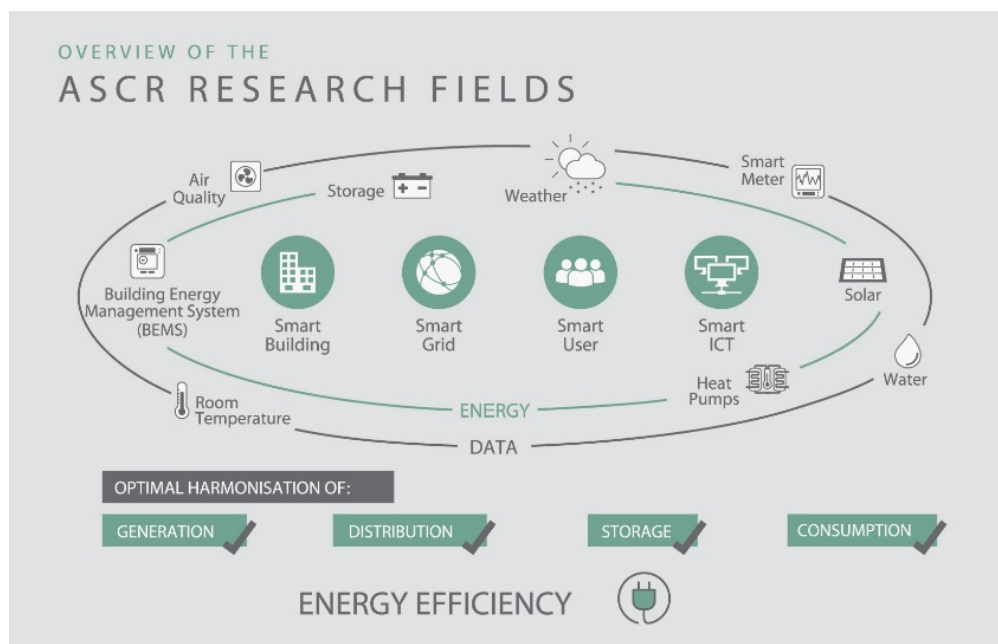 OVERVIEW OF THE
ASCR RESEARCH FIELDS
Air
Quality
Storage
Weather
Smart
Meter
Building Energy
Management System
(BEMS)
Smart
Building
Smart
Grid
Smart
User
Smart
ICT
Solar
Water
Heat
Pumps
Room
Temperature
ENERGY
DATA
OPTIMAL HARMONISATION OF:
GENERATION
DISTRIBUTION
STORAGE
CONSUMPTION
ENERGY EFFICIENCY